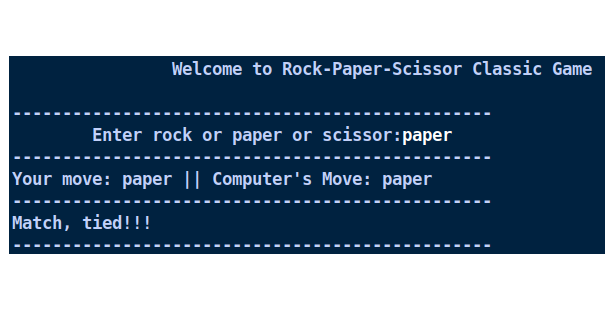 Welcome to Rock-Paper-Scissor Classic Game
------------------------------------------------
Enter rock or paper or scissor:paper
------------------------------------------------
Your move: paper || Computer's Move: paper
------------------------------------------------
Match, tied!!!
------------------------------------------------